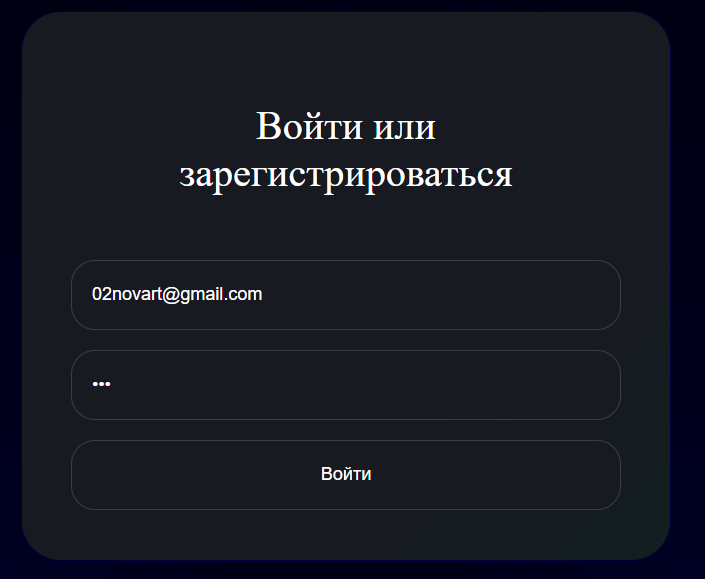 Войти или
зарегистрироваться
02novart@gmail.com
•••
Войти